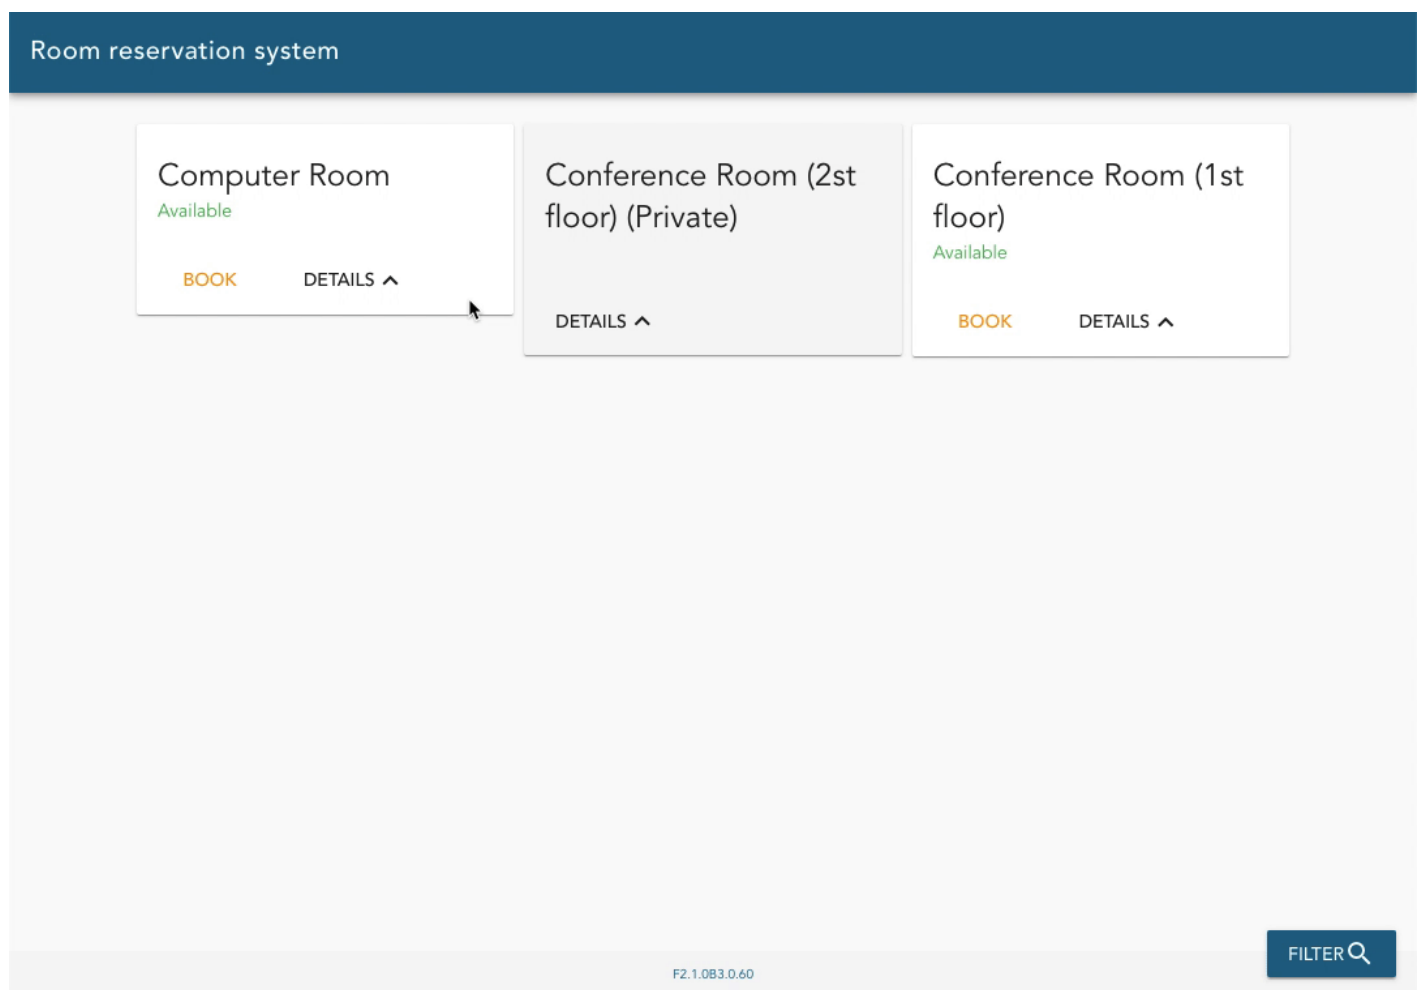 Room reservation system
Computer Room
Available
BOOK
DETAILS
Conference Room (2st
floor) (Private)
DETAILS
Conference Room (1st
floor)
Available
BOOK
DETAILS
FILTER
F2.1.0B3.0.60